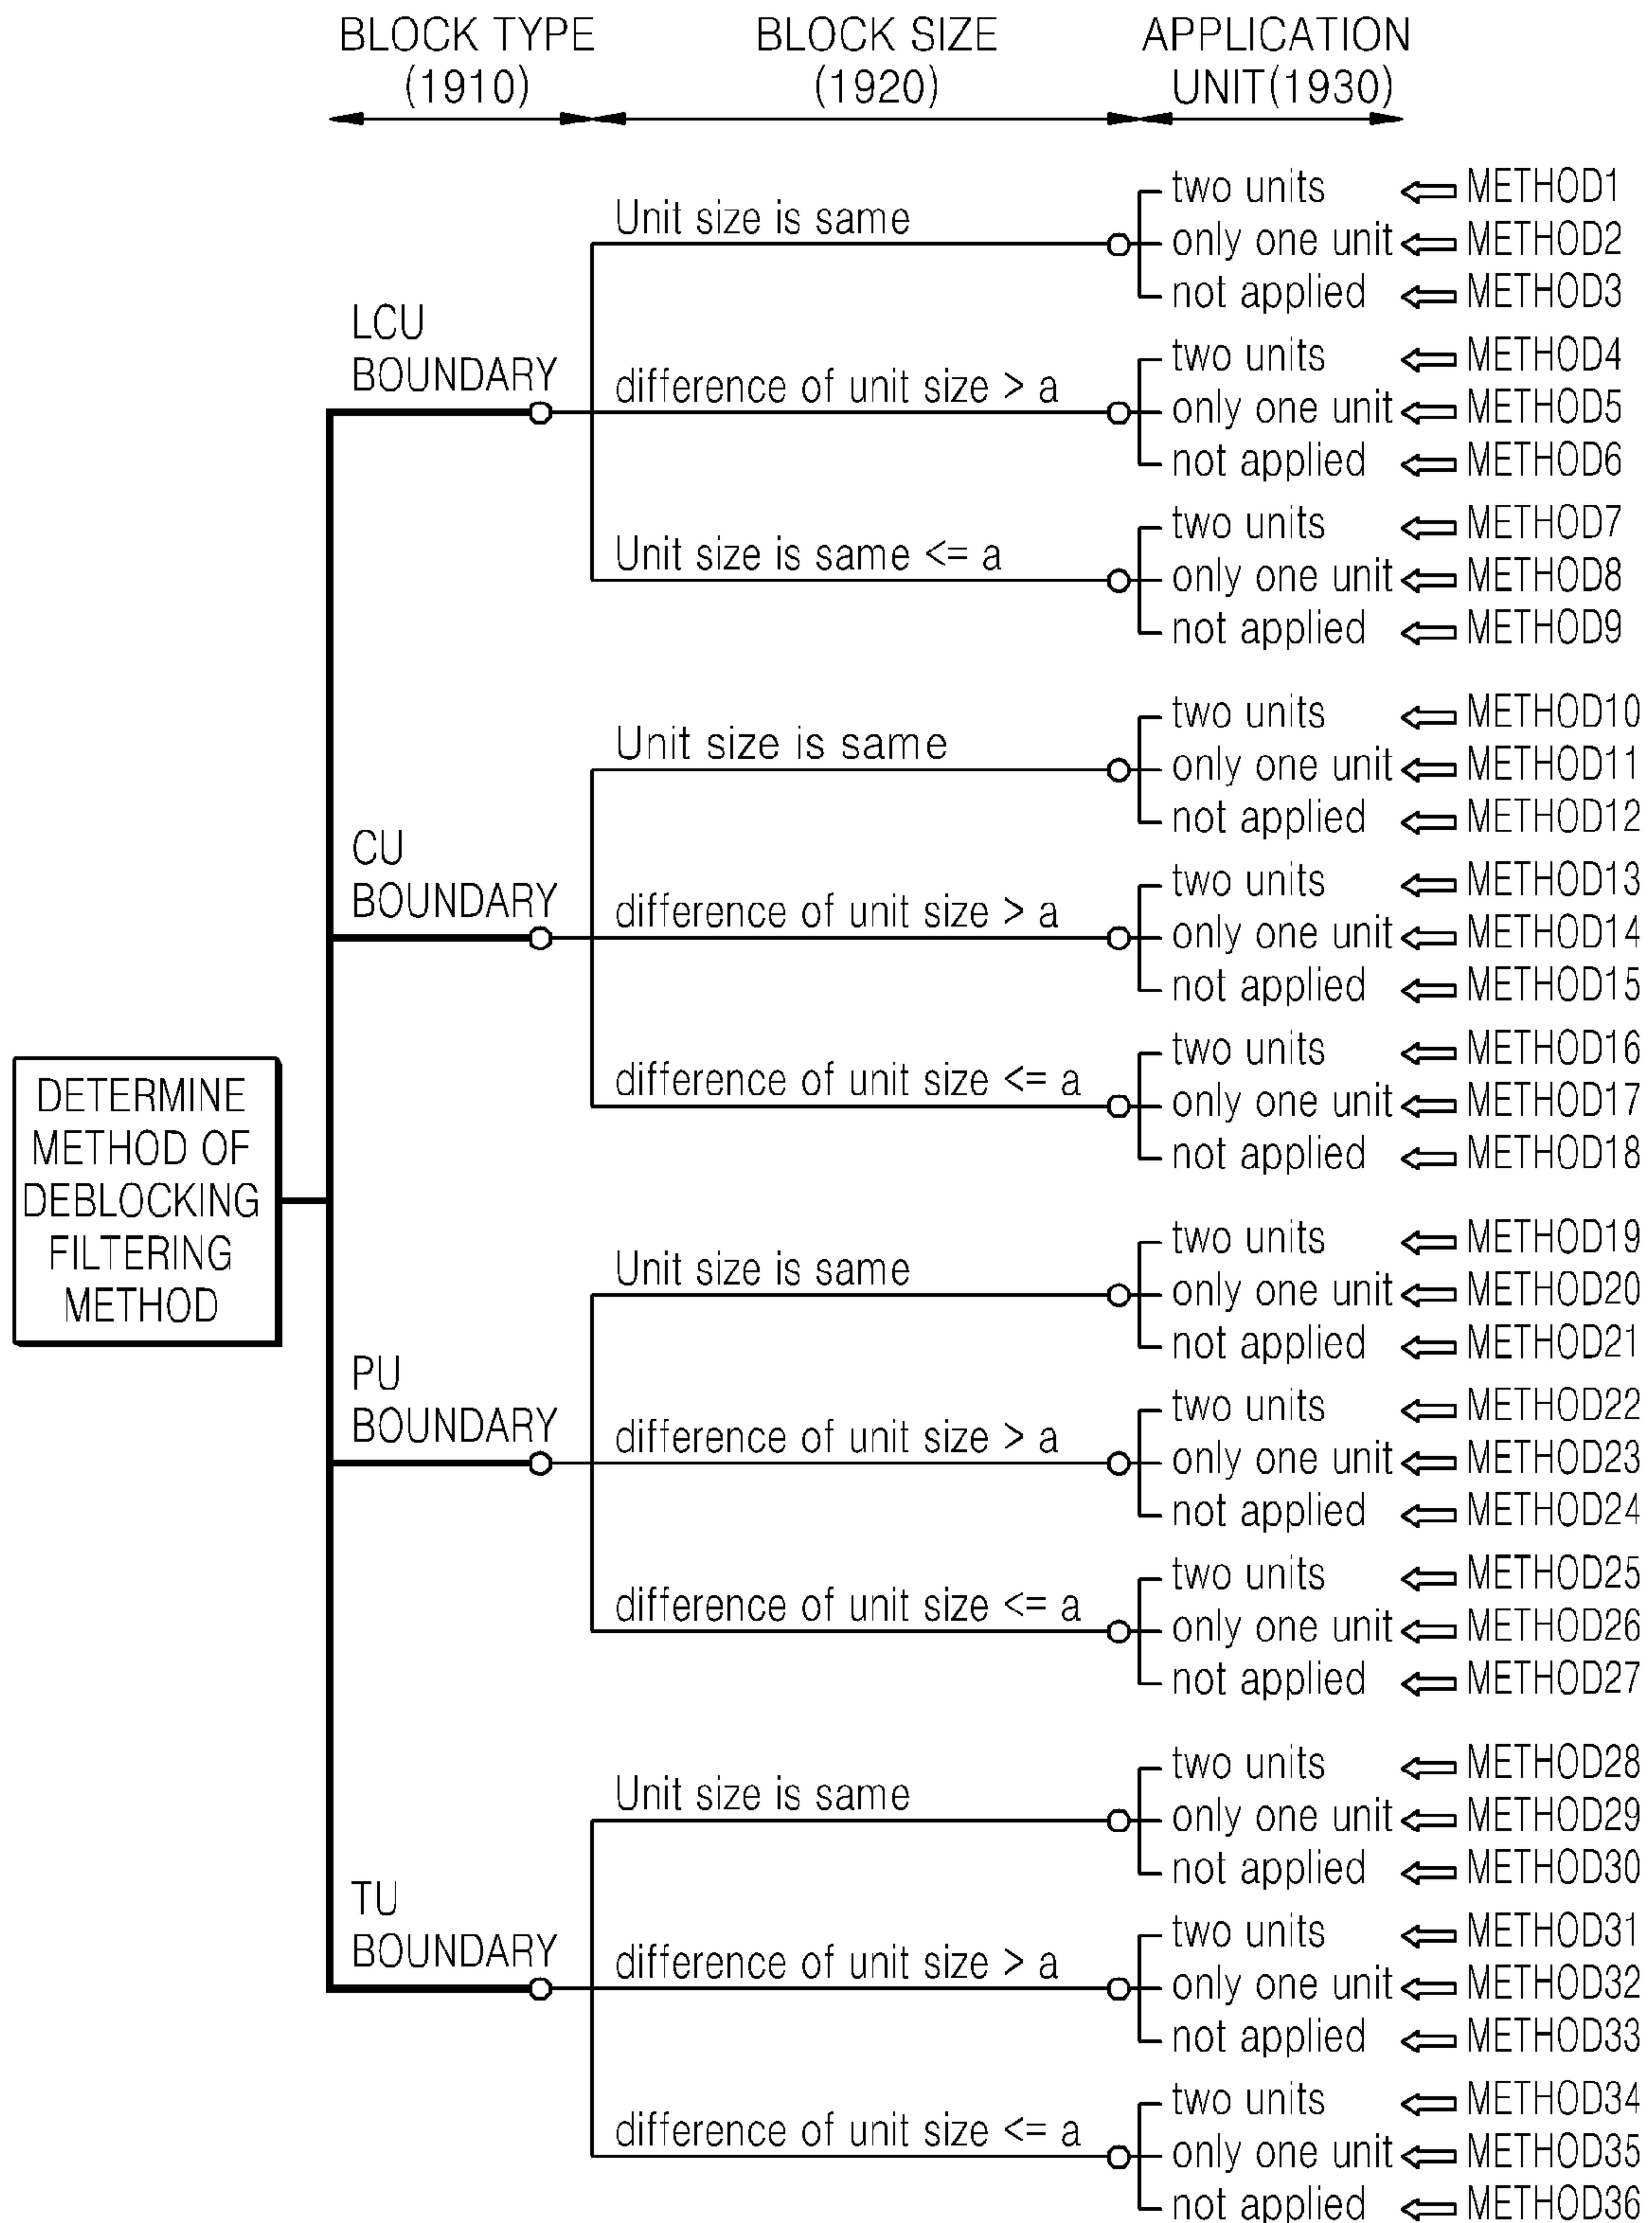 BLOCK TYPE
(1910)
BLOCK SIZE
(1920)
APPLICATION
UNIT(1930)
DETERMINE
METHOD OF
DEBLOCKING
FILTERING
METHOD
LCU
BOUNDARY
Unit size is same
two units METHOD1
only one unit METHOD2
not applied METHOD3
difference of unit size > a
two units METHOD4
only one unit METHOD5
not applied METHOD6
Unit size is same <= a
two units METHOD7
only one unit METHOD8
not applied METHOD9
CU
BOUNDARY
Unit size is same
two units METHOD10
only one unit METHOD11
not applied METHOD12
difference of unit size > a
two units METHOD13
only one unit METHOD14
not applied METHOD15
difference of unit size <= a
two units METHOD16
only one unit METHOD17
not applied METHOD18
PU
BOUNDARY
Unit size is same
two units METHOD19
only one unit METHOD20
not applied METHOD21
difference of unit size > a
two units METHOD22
only one unit METHOD23
not applied METHOD24
difference of unit size <= a
two units METHOD25
only one unit METHOD26
not applied METHOD27
TU
BOUNDARY
Unit size is same
two units METHOD28
only one unit METHOD29
not applied METHOD30
difference of unit size > a
two units METHOD31
only one unit METHOD32
not applied METHOD33
difference of unit size <= a
two units METHOD34
only one unit METHOD35
not applied METHOD36